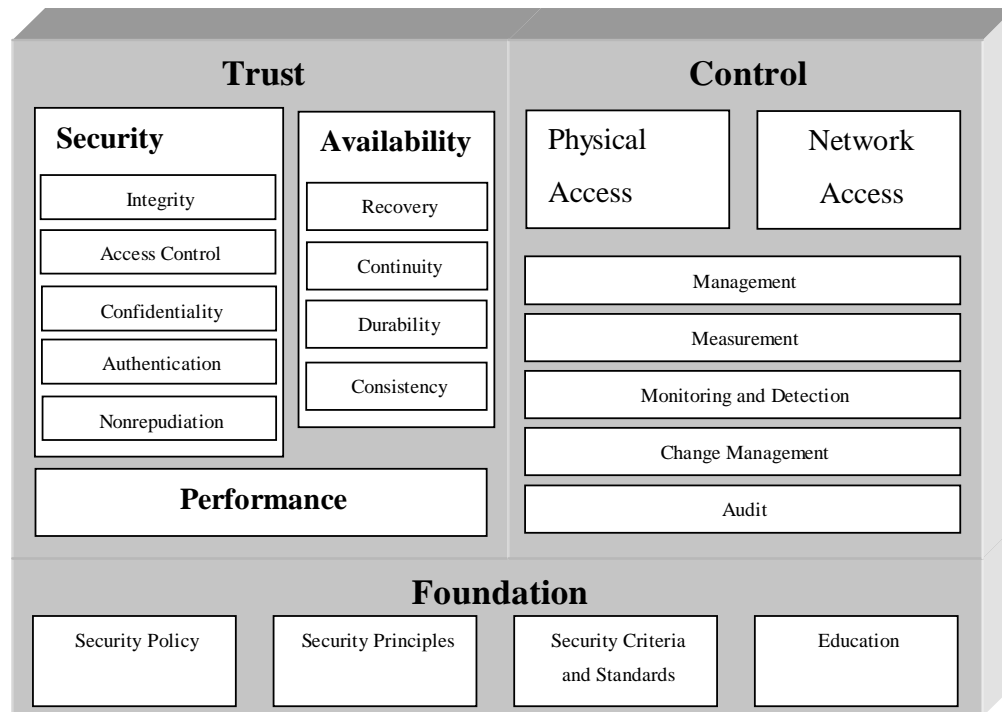 Trust
Security
Integrity
Access Control
Confidentiality
Authentication
Nonrepudiation
Availability
Recovery
Continuity
Durability
Consistency
Performance
Control
Physical
Access
Network
Access
Management
Measurement
Monitoring and Detection
Change Management
Audit
Foundation
Security Policy
Security Principles
Security Criteria
and Standards
Education